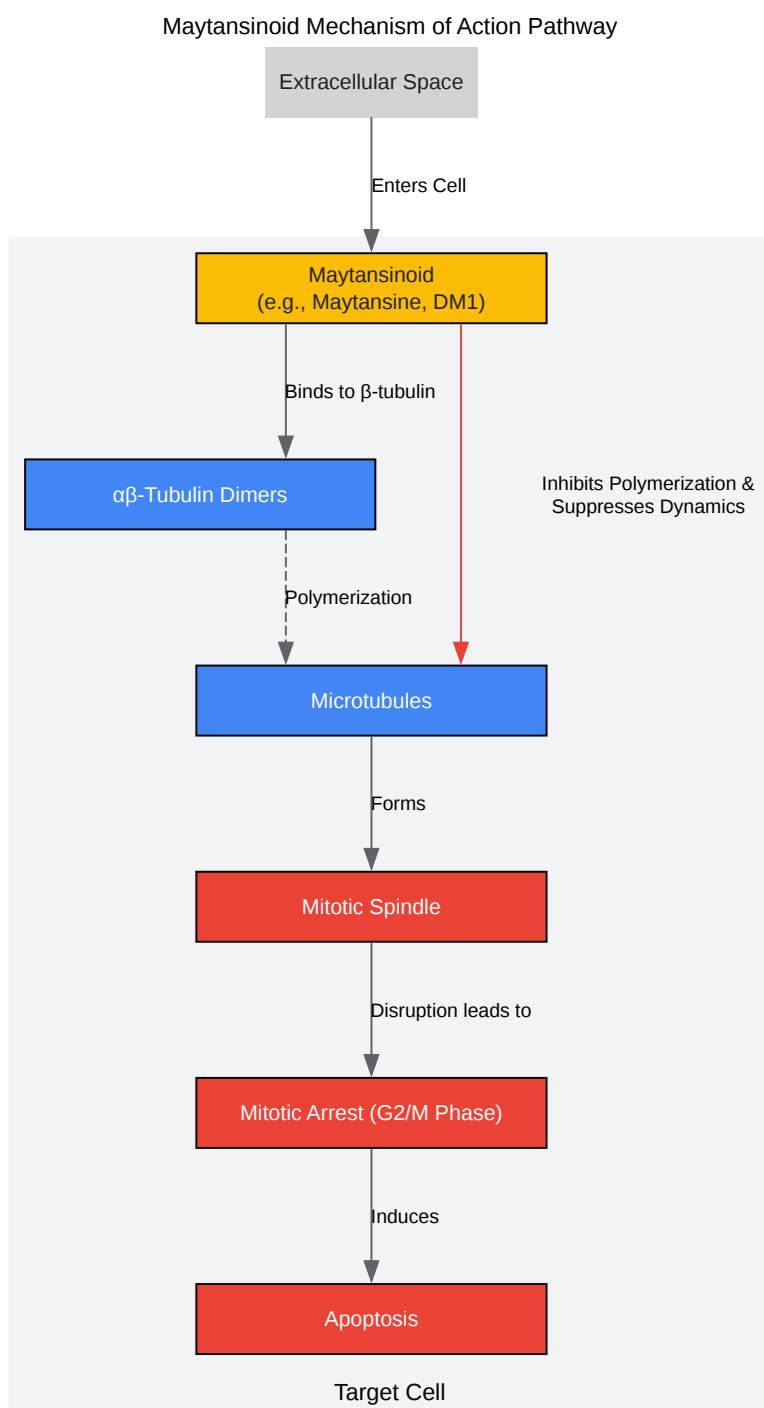 Maytansinoid Mechanism of Action Pathway
Extracellular Space
Enters Cell
Maytansinoid
(e.g., Maytansine, DM1)
Binds to β-tubulin
αβ-Tubulin Dimers
Inhibits Polymerization &
Suppresses Dynamics
Polymerization
Microtubules
Forms
Mitotic Spindle
Disruption leads to
Mitotic Arrest (G2/M Phase)
Induces
Apoptosis
Target Cell